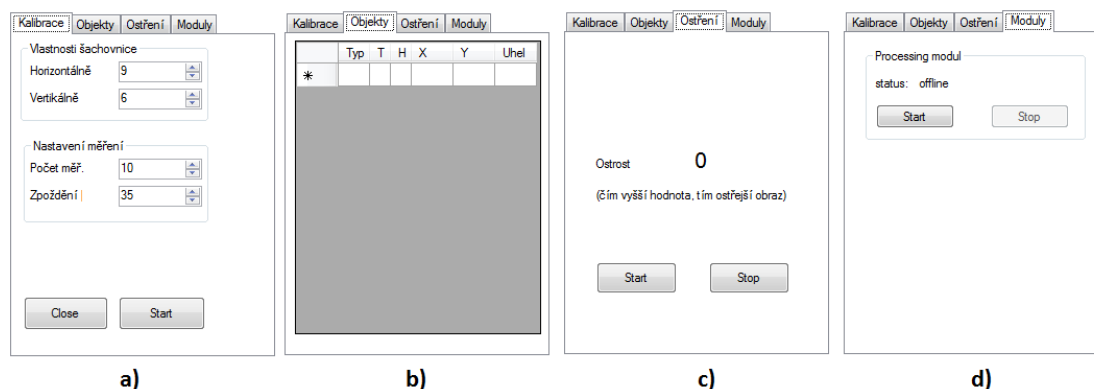 Kalibrace Objekty Ostření Moduly
Vlastnosti šachovnice
Horizontálně 9
Vertikálně 6
Nastavení měření
Počet měř. 10
Zpoždění 35
Close Start
a)
Kalibrace Objekty Ostření Moduly
Typ T H X Y Uhel
*
b)
Kalibrace Objekty Ostření Moduly
Ostrost 0
(čím vyšší hodnota, tím ostřejší obraz)
Start Stop
c)
Kalibrace Objekty Ostření Moduly
Processing modul
status: offline
Start Stop
d)